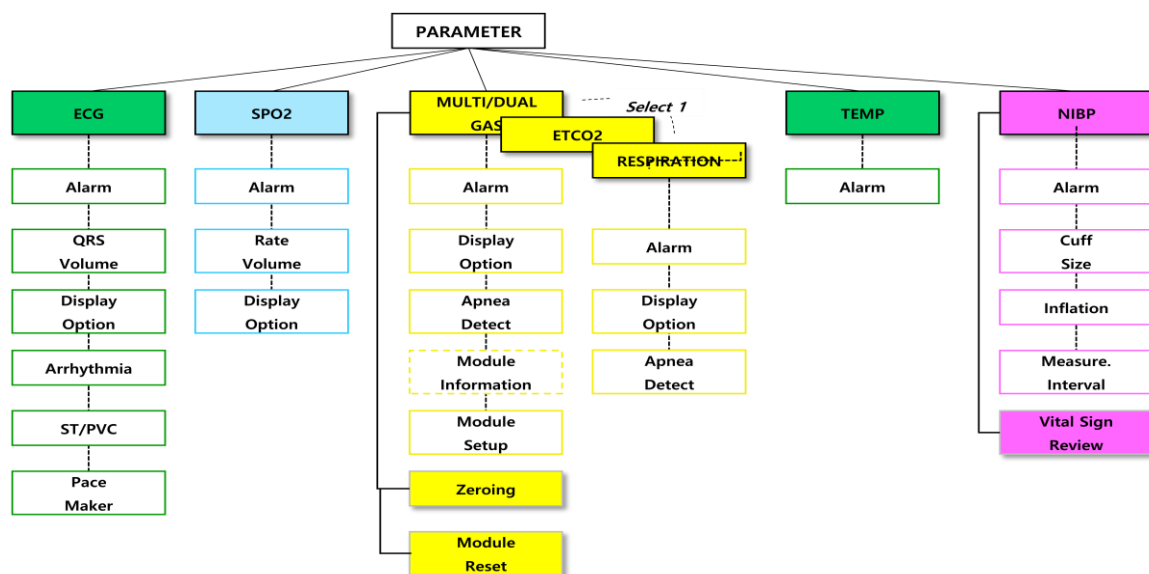 PARAMETER
ECG
SPO2
MULTI/DUAL
GAS
Select 1
ETCO2
RESPIRATION
TEMP
NIBP
Alarm
QRS
Volume
Display
Option
Arrhythmia
ST/PVC
Pace
Maker
Alarm
Rate
Volume
Display
Option
Alarm
Display
Option
Apnea
Detect
Module
Information
Module
Setup
Zeroing
Module
Reset
Alarm
Display
Option
Apnea
Detect
Alarm
Alarm
Cuff
Size
Inflation
Measure.
Interval
Vital Sign
Review